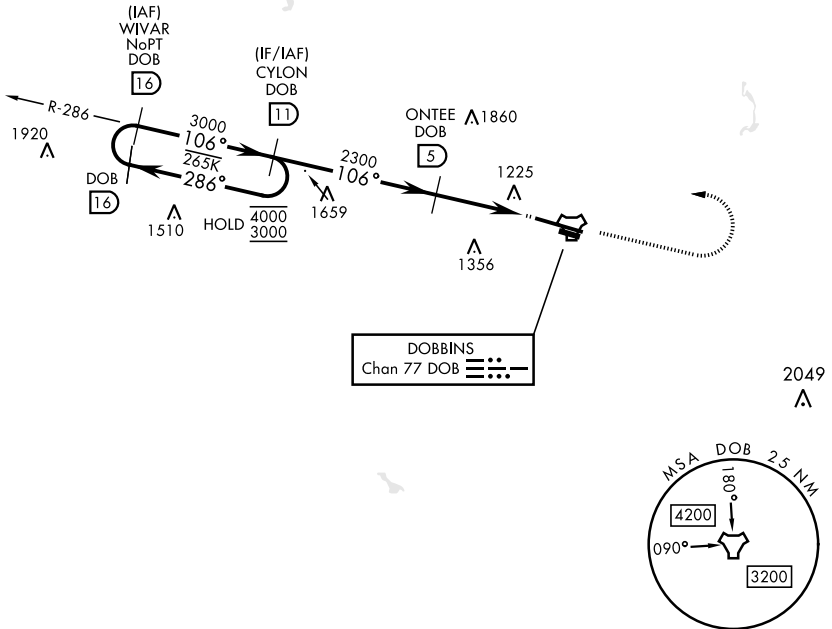 (IAF)
WIVAR
NoPT
DOB
16
(IF/IAF)
CYLON
DOB
11
R-286
1920
3000
106°
265K
286°
DOB
16
1510
HOLD
4000
3000
1659
2300
106°
ONTEE
DOB
5
1860
1225
1356
DOBBINS
Chan 77 DOB
2049
MSA DOB 25 NM
180°
4200
090°
3200